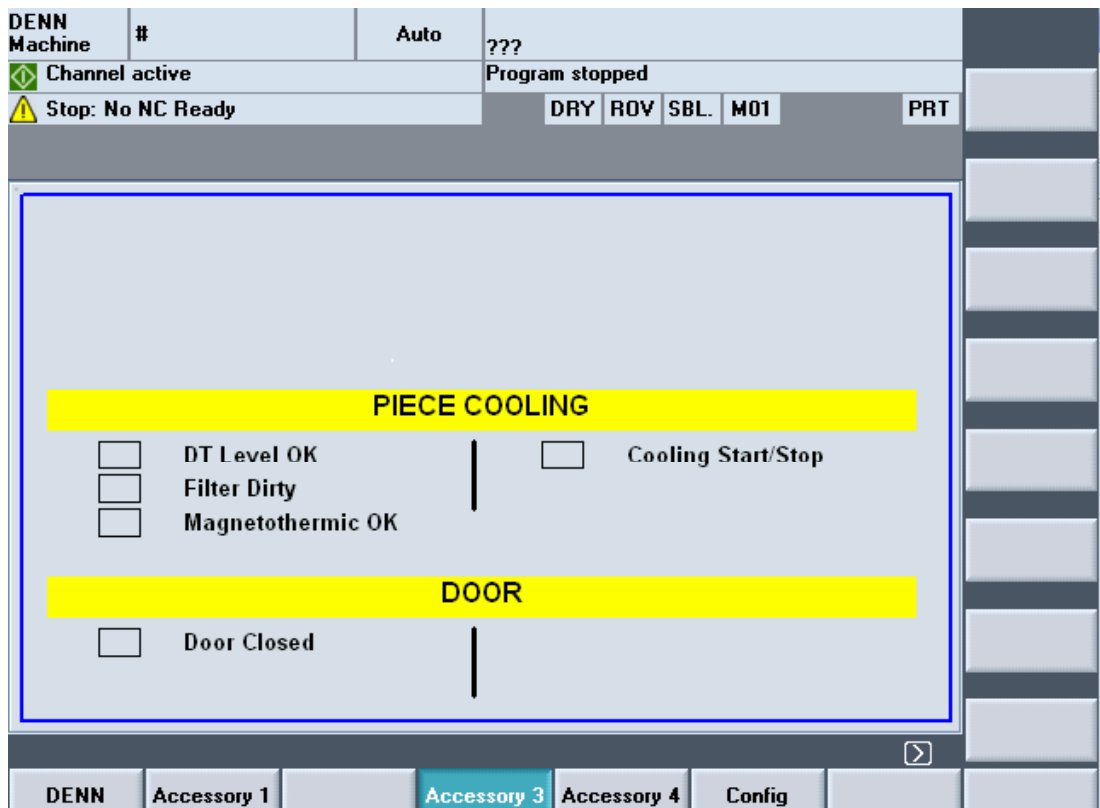 DENN
Machine
#
Auto
???
Channel active
Program stopped
Stop: No NC Ready
DRY ROV SBL. M01 PRT
PIECE COOLING
DT Level OK
Cooling Start/Stop
Filter Dirty
Magnetothermic OK
DOOR
Door Closed
DENN Accessory 1 Accessory 3 Accessory 4 Config